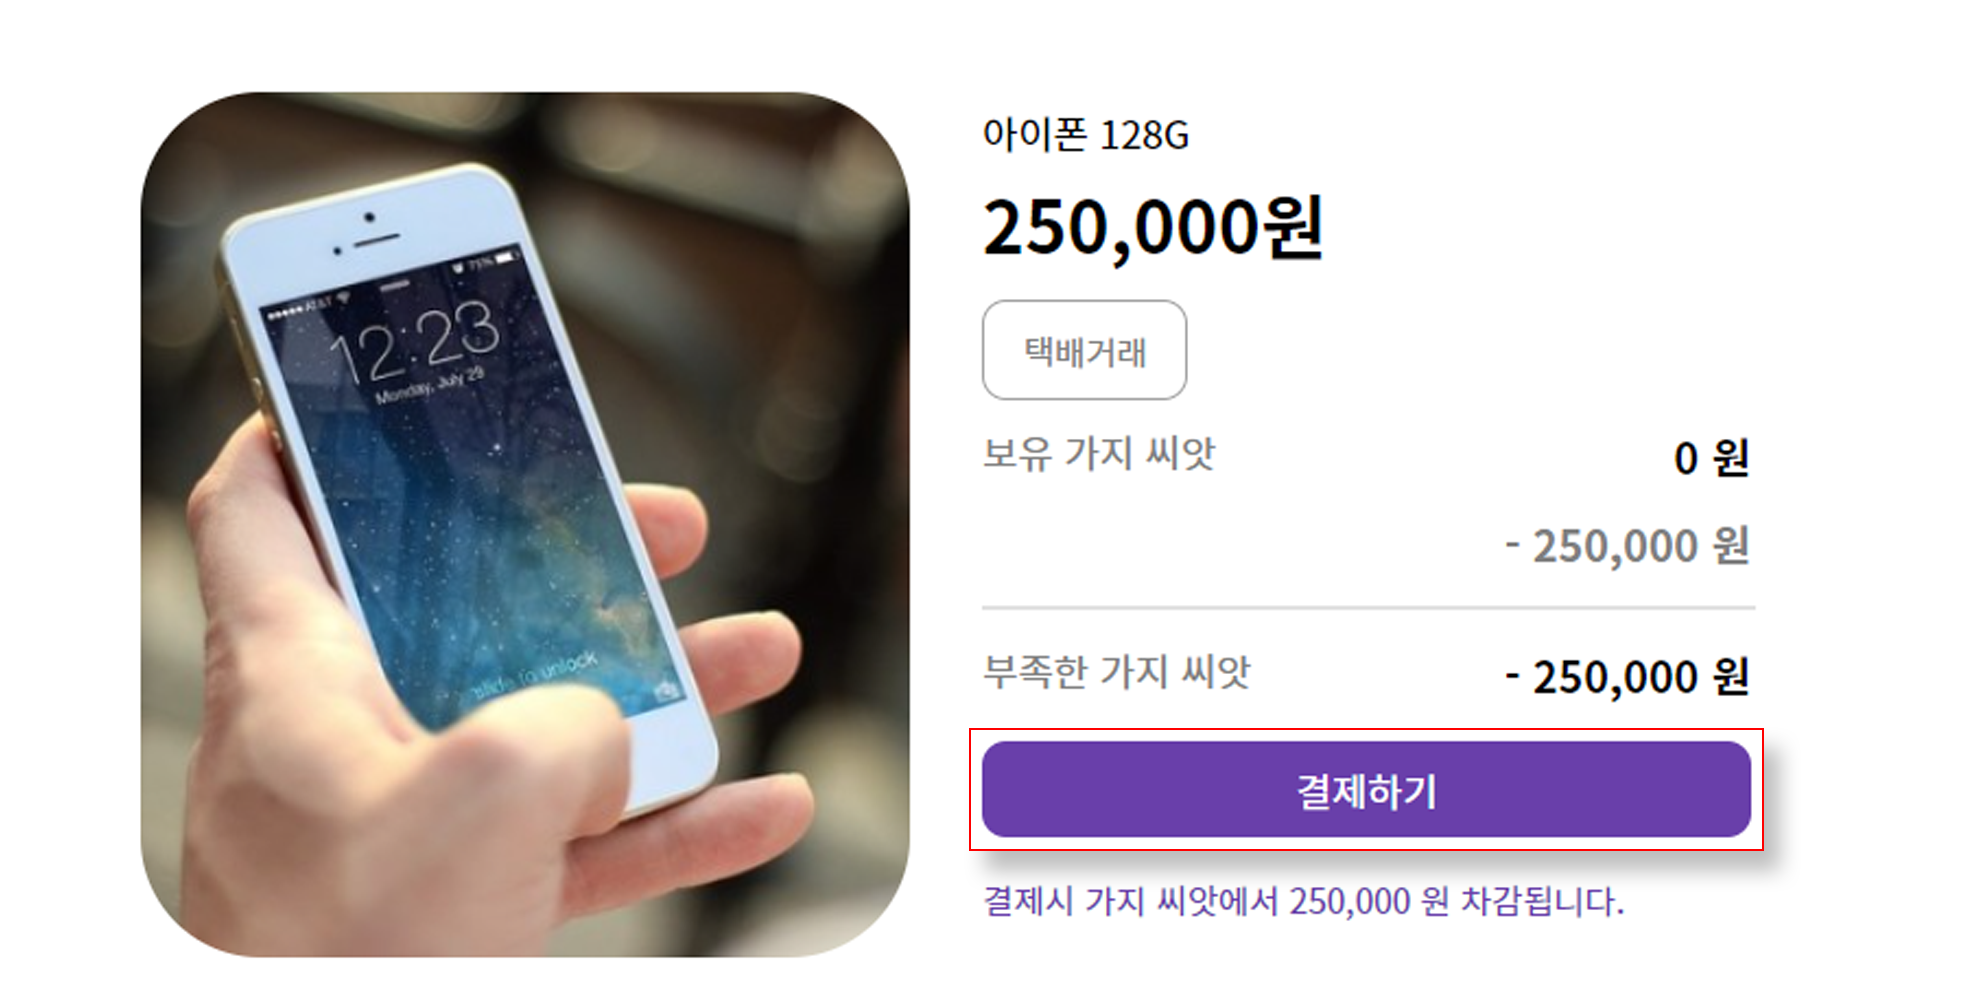 AT&T 75%
12:23
Monday, July 29
slide to unlock
아이폰 128G
250,000원
택배거래
보유 가지 씨앗 0 원
- 250,000 원
부족한 가지 씨앗 - 250,000 원
결제하기
결제시 가지 씨앗에서 250,000 원 차감됩니다.